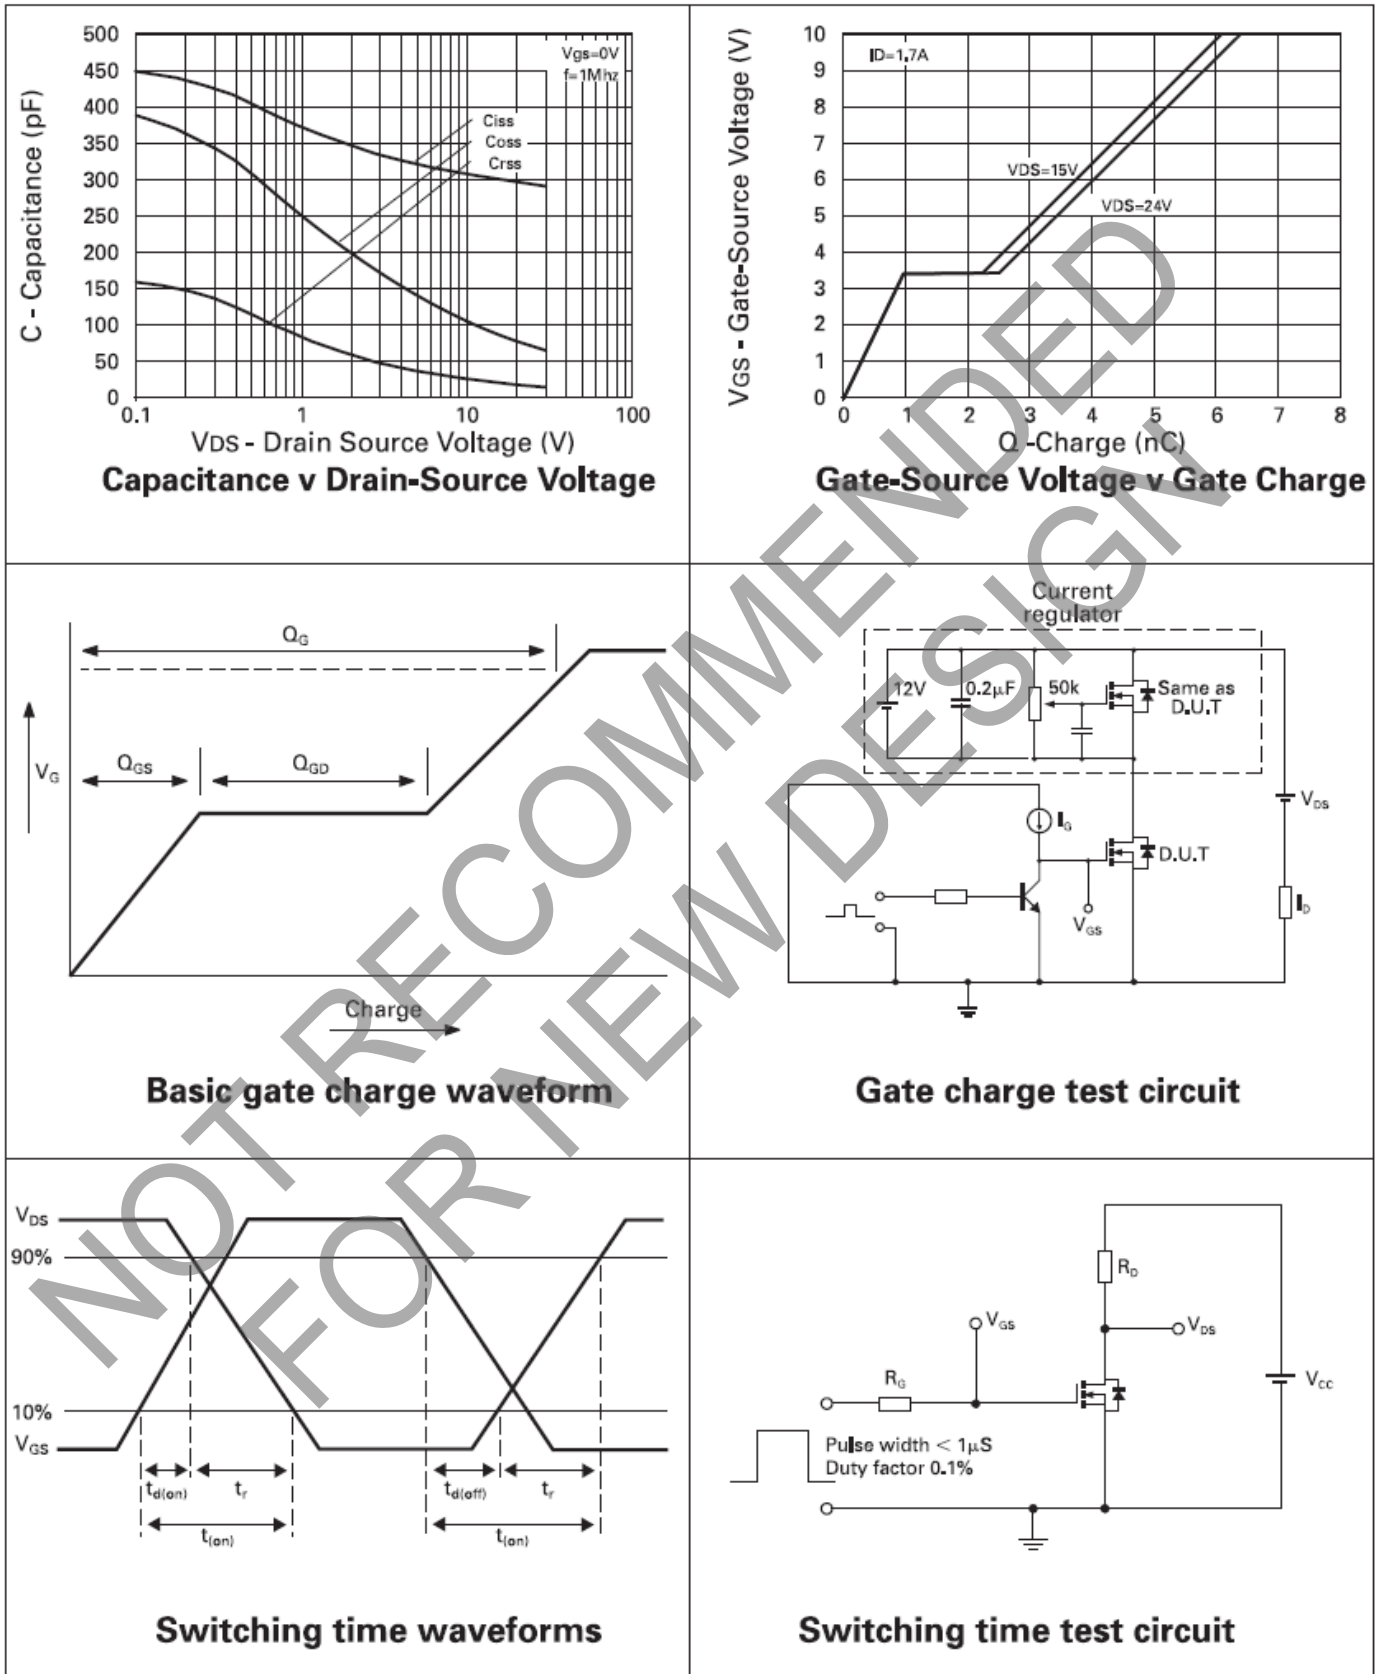 500
450
400
350
300
250
200
150
100
50
0
C - Capacitance (pF)
Vgs=0V
f=1Mhz
Ciss
Coss
Crss
0.1 1 10 100
VDS - Drain Source Voltage (V)
Capacitance v Drain-Source Voltage
10
9
8
7
6
5
4
3
2
1
0
VGS - Gate-Source Voltage (V)
ID=1.7A
VDS=15V
VDS=24V
0 1 2 3 4 5 6 7 8
Q -Charge (nC)
Gate-Source Voltage v Gate Charge
QG
QGS
QGD
VG
Charge
Basic gate charge waveform
Current
regulator
12V
0.2µF
50k
Same as
D.U.T
VDS
IG
D.U.T
VGS
ID
Gate charge test circuit
VDS
90%
10%
VGS
td(on) tr td(off) tr
t(on) t(on)
Switching time waveforms
RD
VGS
VDS
RG
VCC
Pulse width < 1µS
Duty factor 0.1%
Switching time test circuit
NOT RECOMMENDED
FOR NEW DESIGN